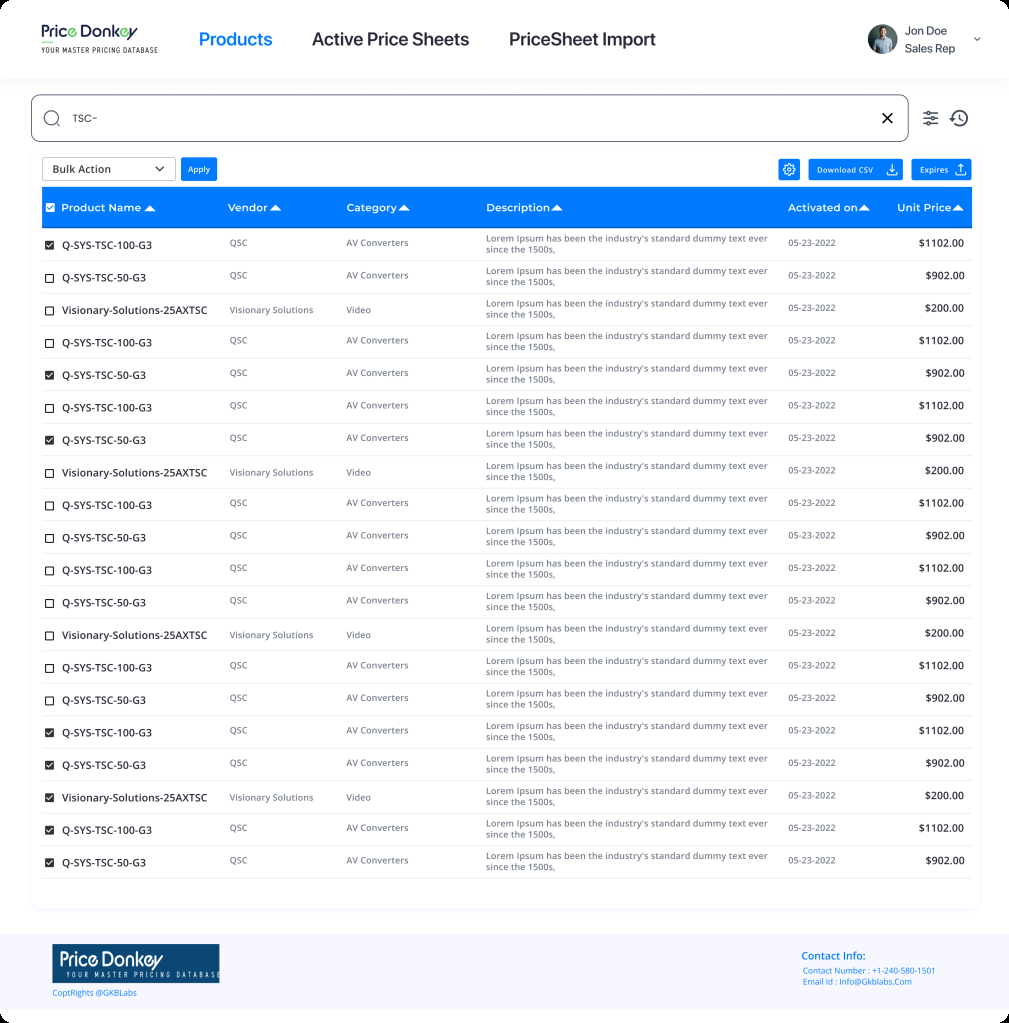 Price Donkey
YOUR MASTER PRICING DATABASE
Products
Active Price Sheets
PriceSheet Import
Jon Doe
Sales Rep
TSC-
Bulk Action
Apply
Download CSV
Expires
Product Name Vendor Category Description Activated on Unit Price
Q-SYS-TSC-100-G3 QSC AV Converters Lorem Ipsum has been the industry's standard dummy text ever 05-23-2022 $1102.00
since the 1500s,
Q-SYS-TSC-50-G3 QSC AV Converters Lorem Ipsum has been the industry's standard dummy text ever 05-23-2022 $902.00
since the 1500s,
Visionary-Solutions-25AXTSC Visionary Solutions Video Lorem Ipsum has been the industry's standard dummy text ever 05-23-2022 $200.00
since the 1500s,
Q-SYS-TSC-100-G3 QSC AV Converters Lorem Ipsum has been the industry's standard dummy text ever 05-23-2022 $1102.00
since the 1500s,
Q-SYS-TSC-50-G3 QSC AV Converters Lorem Ipsum has been the industry's standard dummy text ever 05-23-2022 $902.00
since the 1500s,
Q-SYS-TSC-100-G3 QSC AV Converters Lorem Ipsum has been the industry's standard dummy text ever 05-23-2022 $1102.00
since the 1500s,
Q-SYS-TSC-50-G3 QSC AV Converters Lorem Ipsum has been the industry's standard dummy text ever 05-23-2022 $902.00
since the 1500s,
Visionary-Solutions-25AXTSC Visionary Solutions Video Lorem Ipsum has been the industry's standard dummy text ever 05-23-2022 $200.00
since the 1500s,
Q-SYS-TSC-100-G3 QSC AV Converters Lorem Ipsum has been the industry's standard dummy text ever 05-23-2022 $1102.00
since the 1500s,
Q-SYS-TSC-50-G3 QSC AV Converters Lorem Ipsum has been the industry's standard dummy text ever 05-23-2022 $902.00
since the 1500s,
Q-SYS-TSC-100-G3 QSC AV Converters Lorem Ipsum has been the industry's standard dummy text ever 05-23-2022 $1102.00
since the 1500s,
Q-SYS-TSC-50-G3 QSC AV Converters Lorem Ipsum has been the industry's standard dummy text ever 05-23-2022 $902.00
since the 1500s,
Visionary-Solutions-25AXTSC Visionary Solutions Video Lorem Ipsum has been the industry's standard dummy text ever 05-23-2022 $200.00
since the 1500s,
Q-SYS-TSC-100-G3 QSC AV Converters Lorem Ipsum has been the industry's standard dummy text ever 05-23-2022 $1102.00
since the 1500s,
Q-SYS-TSC-50-G3 QSC AV Converters Lorem Ipsum has been the industry's standard dummy text ever 05-23-2022 $902.00
since the 1500s,
Q-SYS-TSC-100-G3 QSC AV Converters Lorem Ipsum has been the industry's standard dummy text ever 05-23-2022 $1102.00
since the 1500s,
Q-SYS-TSC-50-G3 QSC AV Converters Lorem Ipsum has been the industry's standard dummy text ever 05-23-2022 $902.00
since the 1500s,
Visionary-Solutions-25AXTSC Visionary Solutions Video Lorem Ipsum has been the industry's standard dummy text ever 05-23-2022 $200.00
since the 1500s,
Q-SYS-TSC-100-G3 QSC AV Converters Lorem Ipsum has been the industry's standard dummy text ever 05-23-2022 $1102.00
since the 1500s,
Q-SYS-TSC-50-G3 QSC AV Converters Lorem Ipsum has been the industry's standard dummy text ever 05-23-2022 $902.00
since the 1500s,
Price Donkey
YOUR MASTER PRICING DATABASE
CoptRights @GKBLabs
Contact Info:
Contact Number : +1-240-580-1501
Email Id : Info@Gkblabs.Com